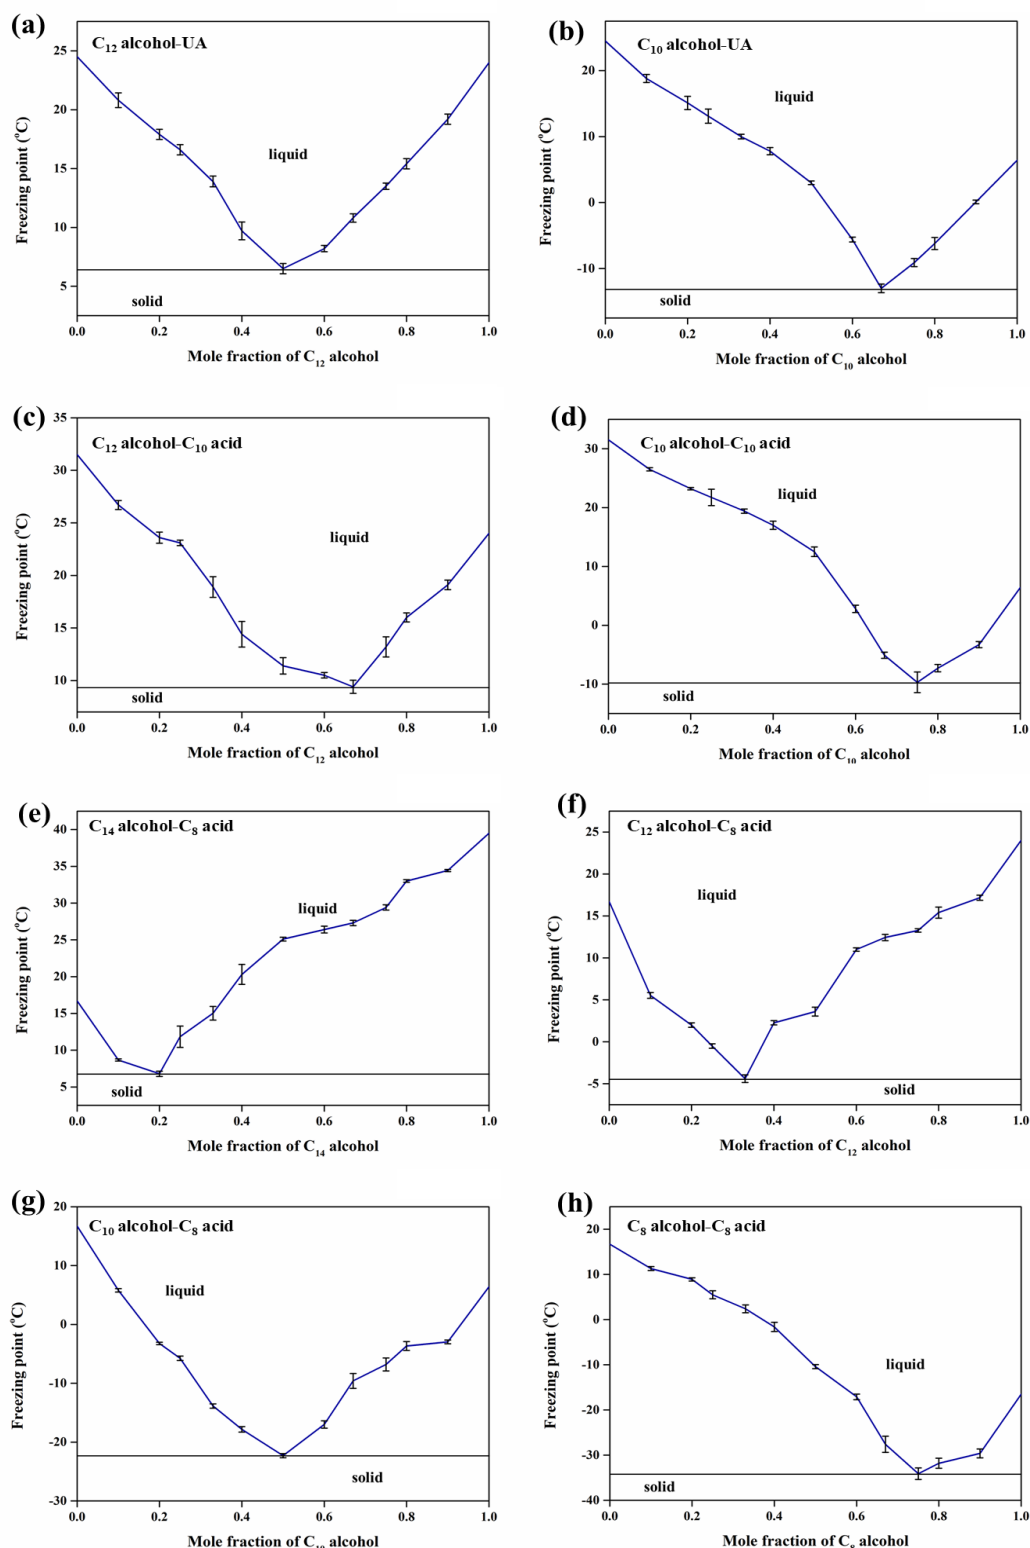 (a)
C₁₂ alcohol-UA
25
20
15
10
5
liquid
solid
Freezing point (°C)
0.0 0.2 0.4 0.6 0.8 1.0
Mole fraction of C₁₂ alcohol
(b)
C₁₀ alcohol-UA
20
10
0
-10
liquid
solid
Freezing point (°C)
0.0 0.2 0.4 0.6 0.8 1.0
Mole fraction of C₁₀ alcohol
(c)
C₁₂ alcohol-C₁₀ acid
35
30
25
20
15
10
liquid
solid
Freezing point (°C)
0.0 0.2 0.4 0.6 0.8 1.0
Mole fraction of C₁₂ alcohol
(d)
C₁₀ alcohol-C₁₀ acid
30
20
10
0
-10
liquid
solid
Freezing point (°C)
0.0 0.2 0.4 0.6 0.8 1.0
Mole fraction of C₁₀ alcohol
(e)
C₁₄ alcohol-C₈ acid
40
35
30
25
20
15
10
5
liquid
solid
Freezing point (°C)
0.0 0.2 0.4 0.6 0.8 1.0
Mole fraction of C₁₄ alcohol
(f)
C₁₂ alcohol-C₈ acid
25
20
15
10
5
0
-5
liquid
solid
Freezing point (°C)
0.0 0.2 0.4 0.6 0.8 1.0
Mole fraction of C₁₂ alcohol
(g)
C₁₀ alcohol-C₈ acid
20
10
0
-10
-20
-30
liquid
solid
Freezing point (°C)
0.0 0.2 0.4 0.6 0.8 1.0
Mole fraction of C₁₀ alcohol
(h)
C₈ alcohol-C₈ acid
20
10
0
-10
-20
-30
-40
liquid
solid
Freezing point (°C)
0.0 0.2 0.4 0.6 0.8 1.0
Mole fraction of C₈ alcohol